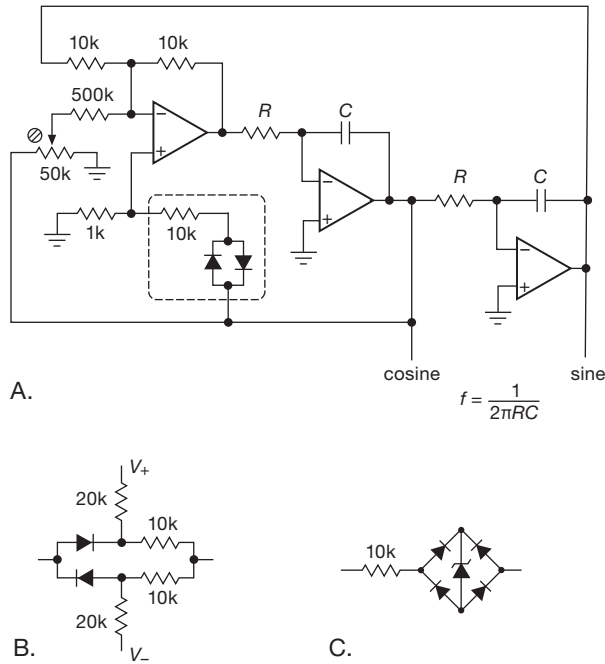 10k 10k
500k
50k
1k
10k
R
C
R
C
−
+
−
+
−
+
cosine
sine
A.
f = 1/2πRC
V+
20k
10k
10k
20k
V−
B.
10k
C.